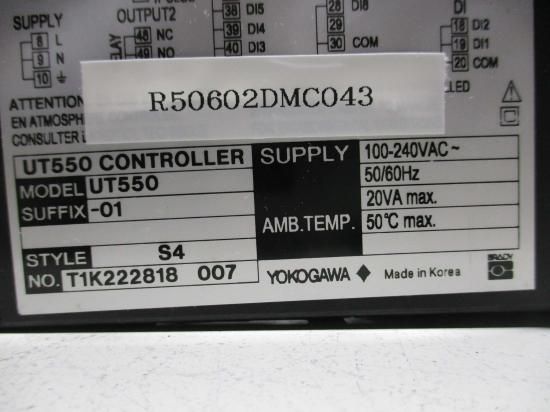 SUPPLY
OUTPUT2
8 L
9 N
10
48 NC
49 NO
38 DI5
39 DI4
40 DI3
28 DI6
29
30 COM
DI
18 DI2
19 DI1
20 COM
ATTENTION
EN ATMOSPH
CONSULTER
R50602DMC043
UT550 CONTROLLER
MODEL UT550
SUFFIX -01
STYLE S4
NO. T1K222818 007
SUPPLY 100-240VAC~
50/60Hz
20VA max.
AMB.TEMP. 50°C max.
YOKOGAWA Made in Korea
BRADY